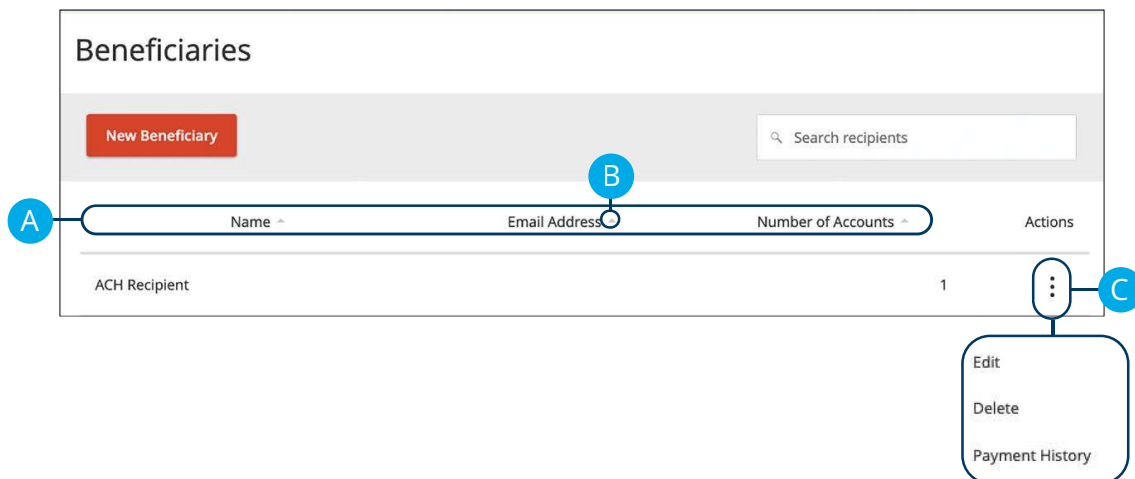 Beneficiaries
New Beneficiary
Search recipients
B
A
Name Email Address Number of Accounts Actions
ACH Recipient 1
C
Edit
Delete
Payment History